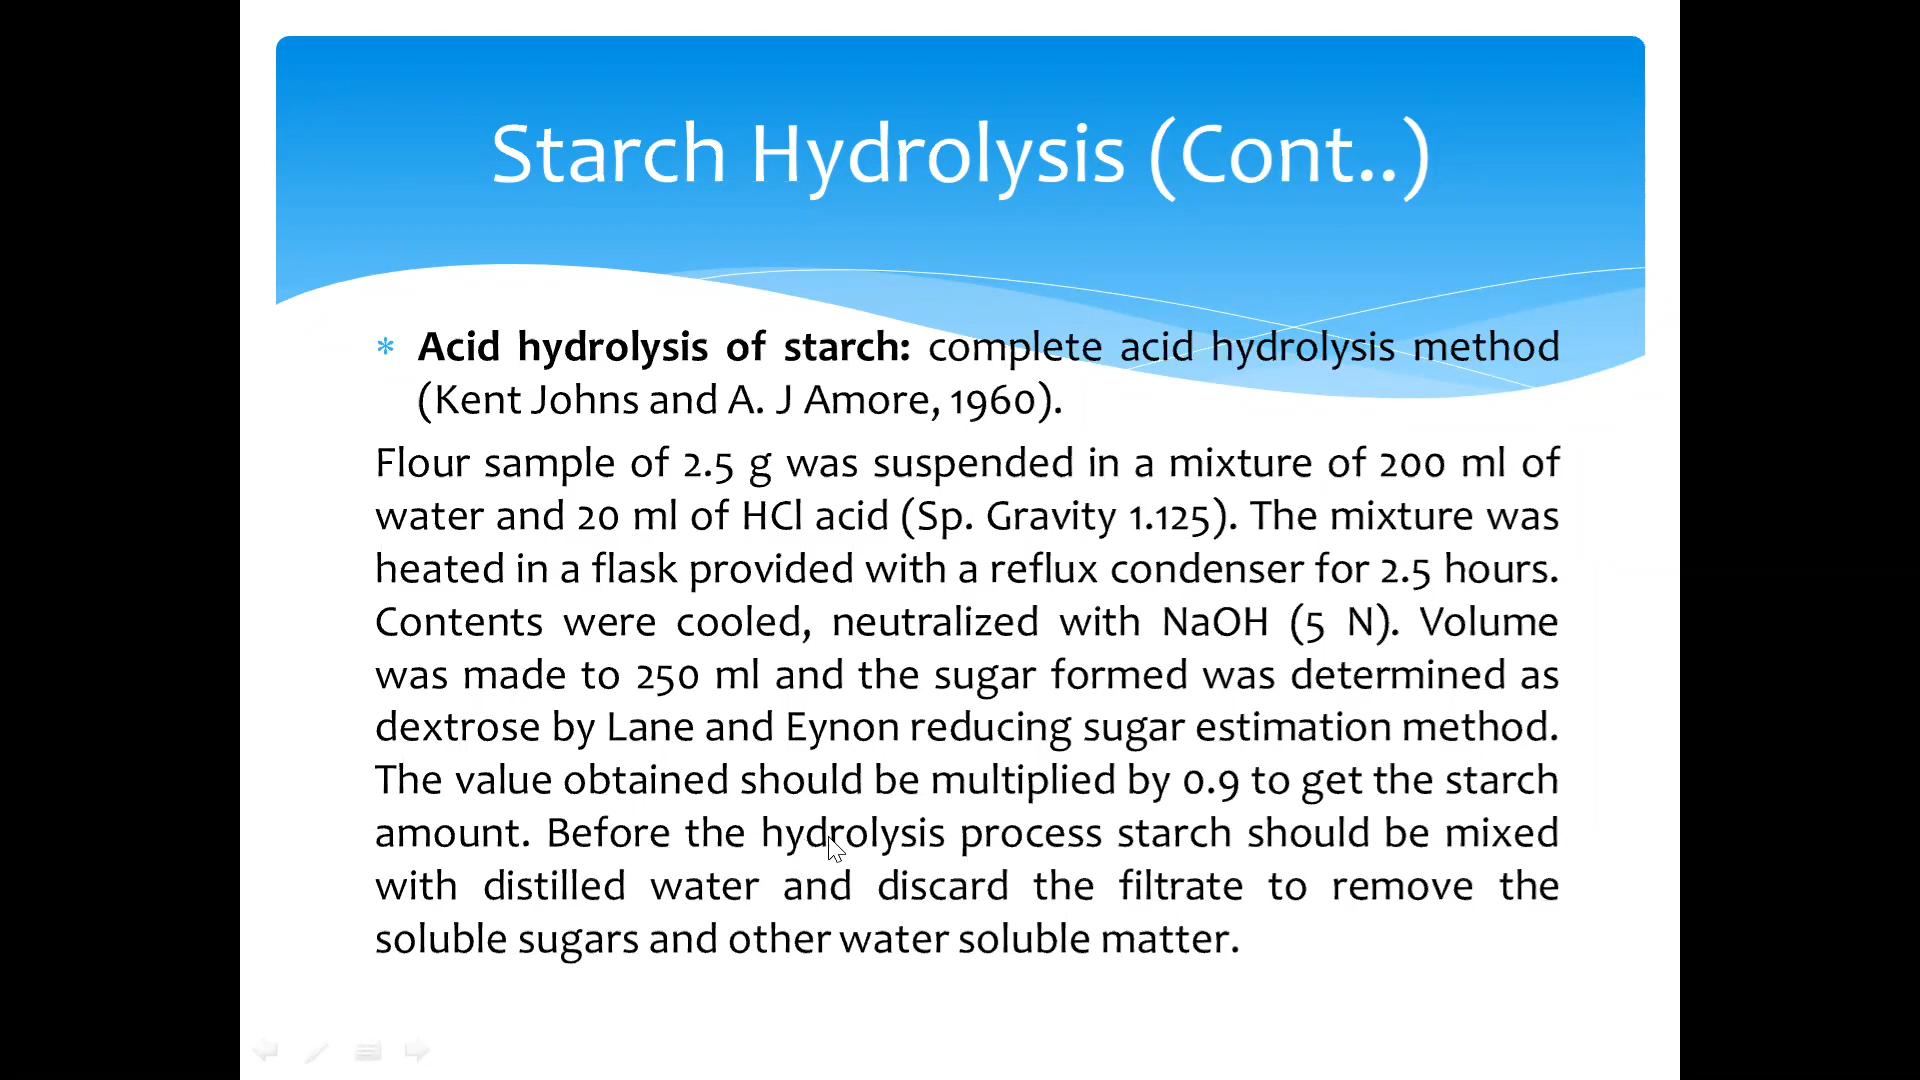 Starch Hydrolysis (Cont..)
* Acid hydrolysis of starch: complete acid hydrolysis method
(Kent Johns and A. J Amore, 1960).
Flour sample of 2.5 g was suspended in a mixture of 200 ml of
water and 20 ml of HCl acid (Sp. Gravity 1.125). The mixture was
heated in a flask provided with a reflux condenser for 2.5 hours.
Contents were cooled, neutralized with NaOH (5 N). Volume
was made to 250 ml and the sugar formed was determined as
dextrose by Lane and Eynon reducing sugar estimation method.
The value obtained should be multiplied by 0.9 to get the starch
amount. Before the hydrolysis process starch should be mixed
with distilled water and discard the filtrate to remove the
soluble sugars and other water soluble matter.